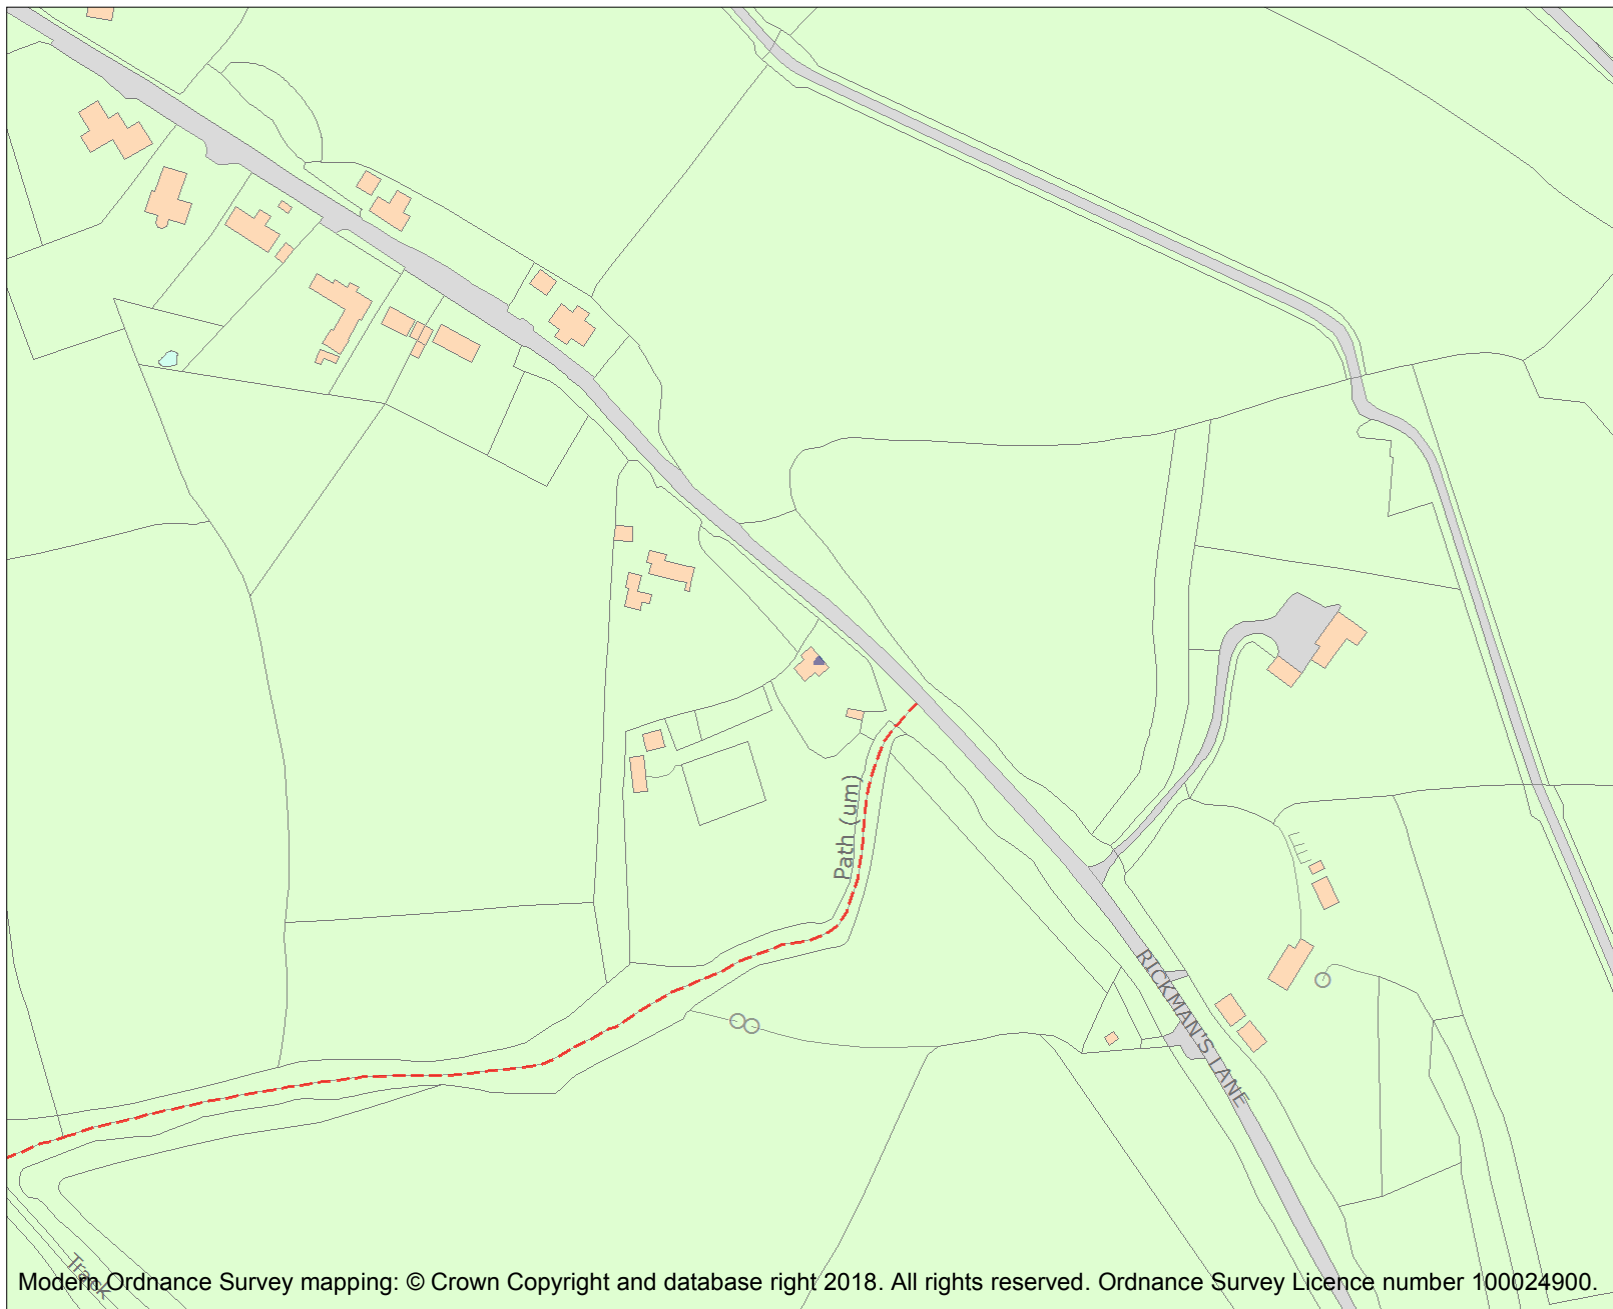 Path (um)
RICKMAN'S LANE
Track
Modern Ordnance Survey mapping: © Crown Copyright and database right 2018. All rights reserved. Ordnance Survey Licence number 100024900.